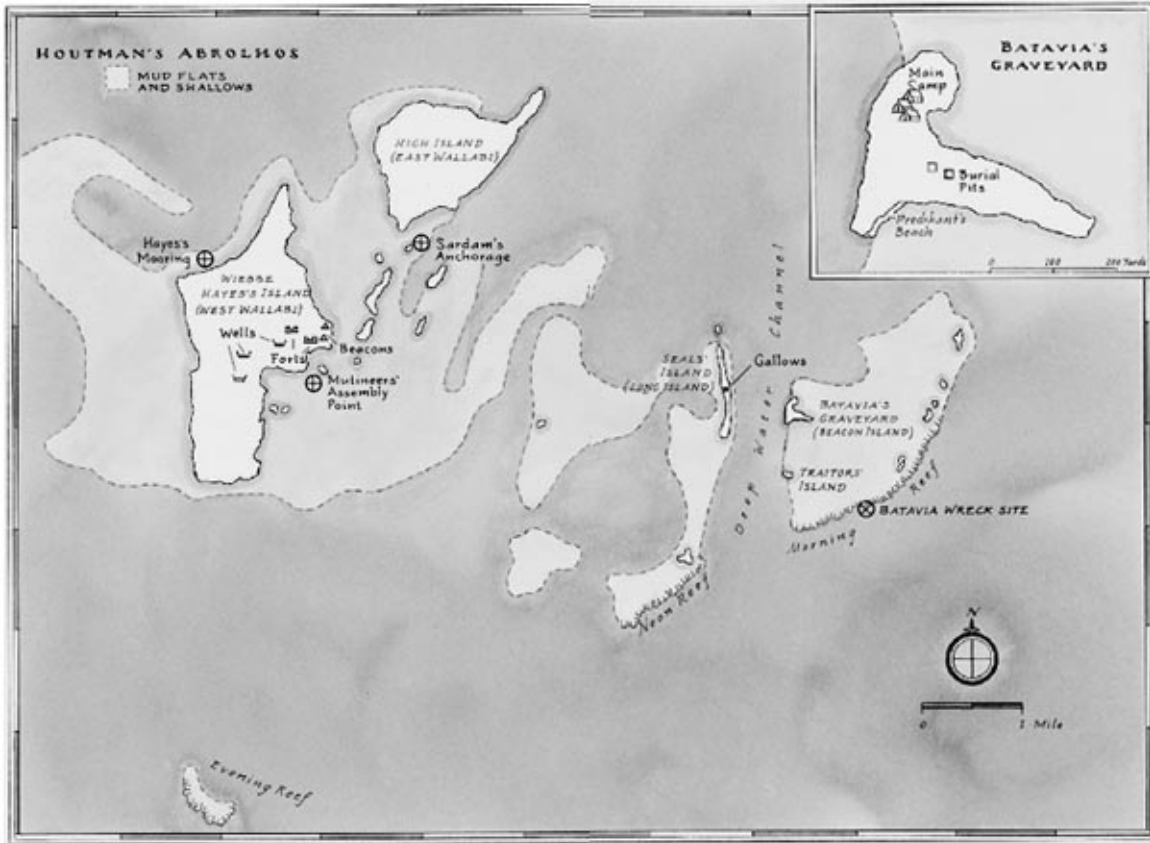 HOUTMAN'S ABROLHOS
MUD FLATS
AND SHALLOWS
BATAVIA'S
GRAVEYARD
Main
Camp
Burial
Pits
Predikant's
Beach
0 100 200 Yards
HIGH ISLAND
(EAST WALLABI)
Hayes's
Mooring
Sardam's
Anchorage
WIEBBE
HAYES'S ISLAND
(WEST WALLABI)
Wells
Forts
Beacons
Mutineers'
Assembly
Point
SEALS'
ISLAND
(LONG ISLAND)
Gallows
Deep Water Channel
BATAVIA'S
GRAVEYARD
(BEACON ISLAND)
TRAITORS'
ISLAND
BATAVIA WRECK SITE
Morning Reef
Noon Reef
N
0 1 Mile
Evening Reef